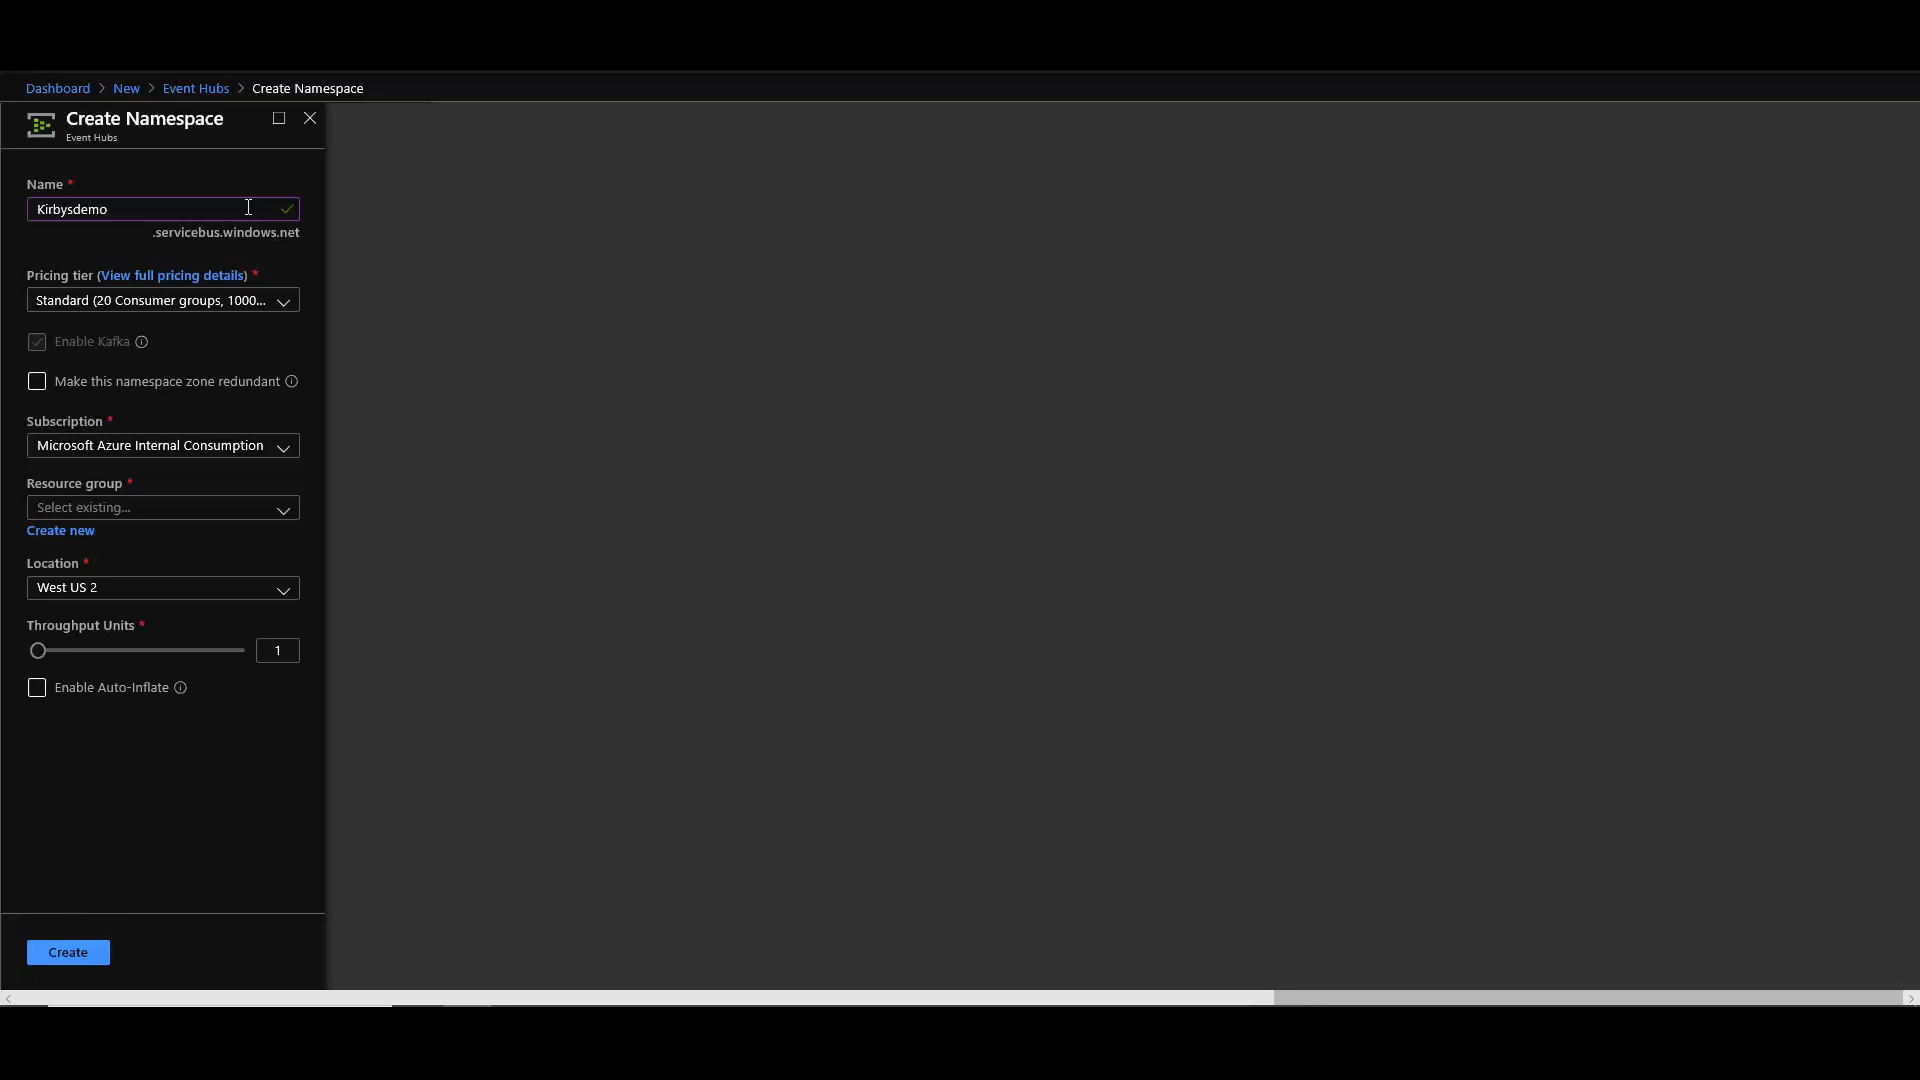 Dashboard > New > Event Hubs > Create Namespace
Create Namespace
Event Hubs
Name *
Kirbysdemo
.servicebus.windows.net
Pricing tier (View full pricing details) *
Standard (20 Consumer groups, 1000...
Enable Kafka
Make this namespace zone redundant
Subscription *
Microsoft Azure Internal Consumption
Resource group *
Select existing...
Create new
Location *
West US 2
Throughput Units *
1
Enable Auto-Inflate
Create